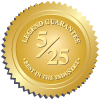 LEGEND GUARANTEE
5/25
BEST IN THE INDUSTRY